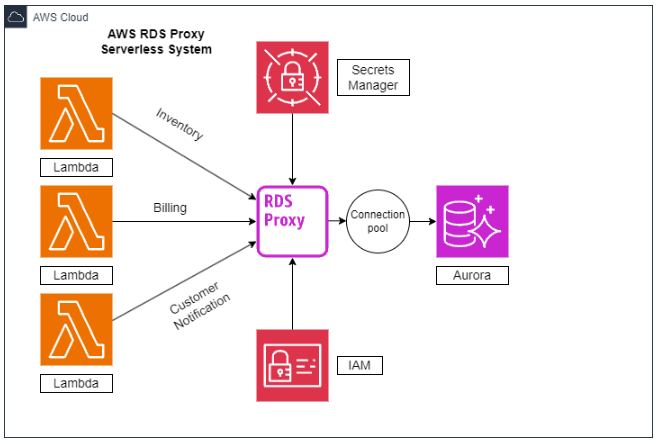 AWS Cloud
AWS RDS Proxy
Serverless System
Secrets
Manager
Inventory
Lambda
RDS
Proxy
Billing
Connection
pool
Lambda
Aurora
Customer
Notification
IAM
Lambda